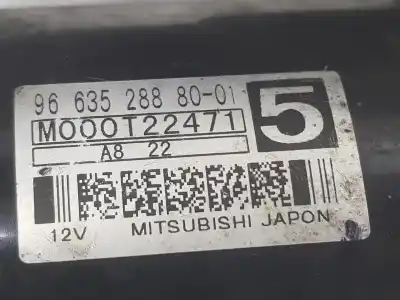 96 635 288 80-01
5
M000T22471
A8 22
12V MITSUBISHI JAPON